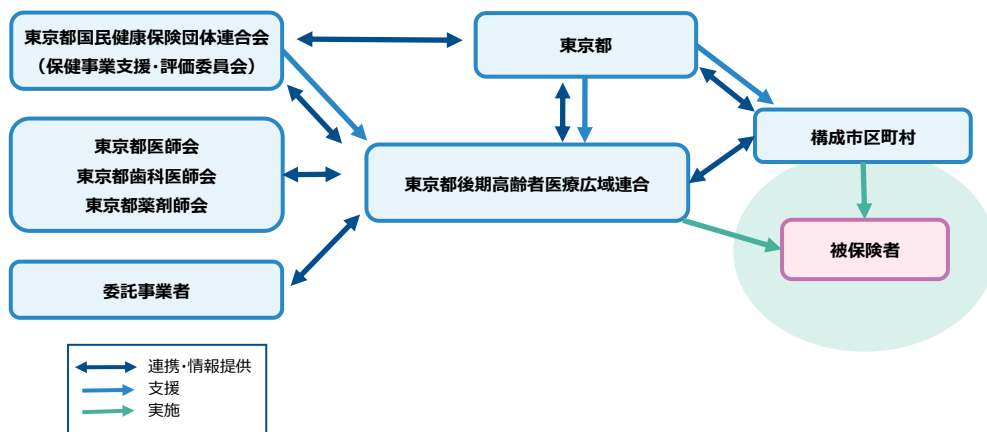 東京都国民健康保険団体連合会
（保健事業支援・評価委員会）
東京都
構成市区町村
東京都医師会
東京都歯科医師会
東京都薬剤師会
東京都後期高齢者医療広域連合
被保険者
委託事業者
連携・情報提供
支援
実施